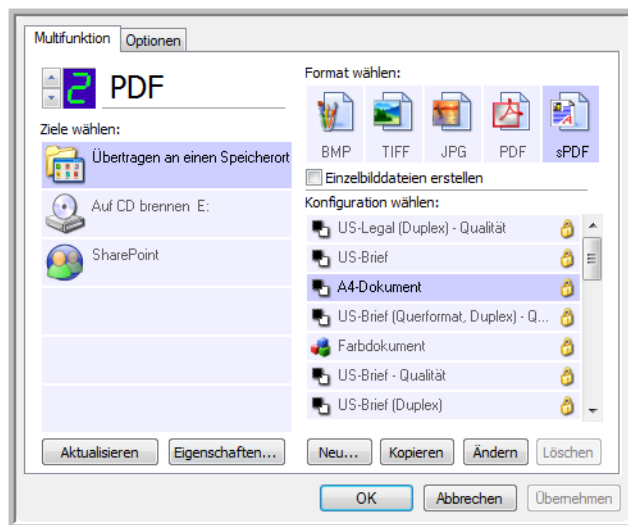 Multifunktion
Optionen
2
PDF
Ziele wählen:
Übertragen an einen Speicherort
Auf CD brennen E:
SharePoint
Aktualisieren
Eigenschaften...
Format wählen:
BMP
TIFF
JPG
PDF
sPDF
Einzelbilddateien erstellen
Konfiguration wählen:
US-Legal (Duplex) - Qualität
US-Brief
A4-Dokument
US-Brief (Querformat, Duplex) - Q...
Farbdokument
US-Brief - Qualität
US-Brief (Duplex)
Neu...
Kopieren
Ändern
Löschen
OK
Abbrechen
Übernehmen